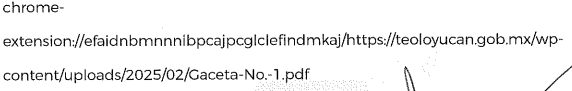 chrome-
extension://efaidnbmnnnibpcajpcglclefindmkaj/https://teoloyucan.gob.mx/wp-
content/uploads/2025/02/Gaceta-No.-1.pdf